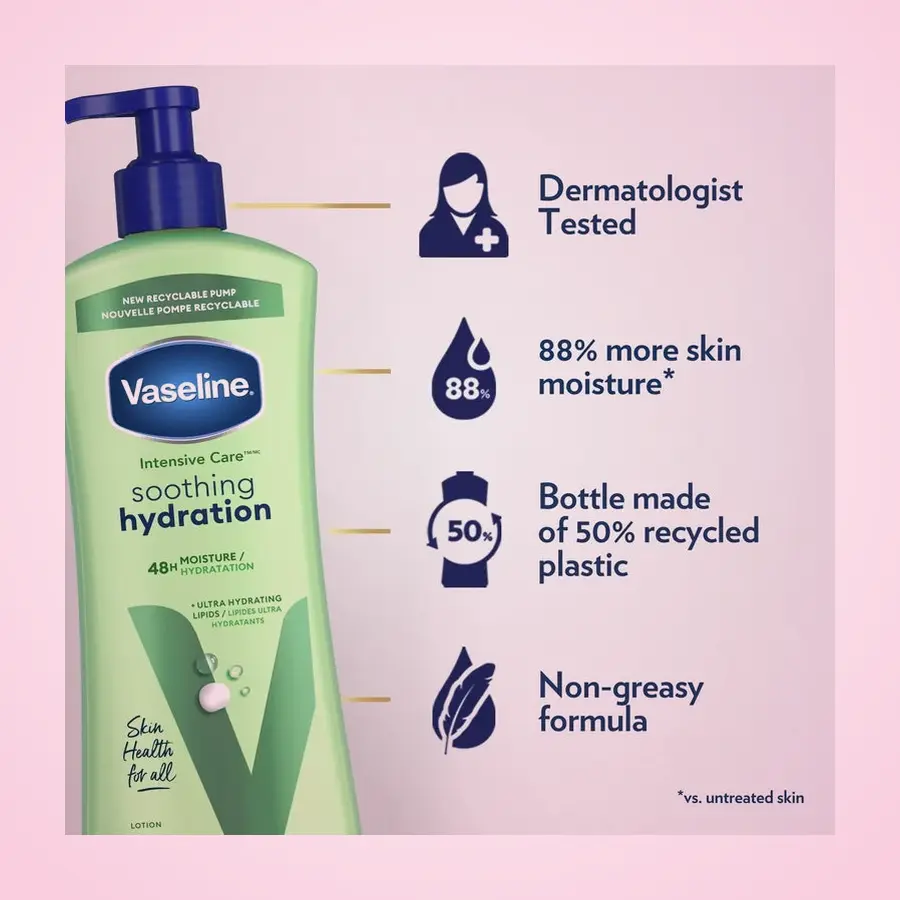 NEW RECYCLABLE PUMP
NOUVELLE POMPE RECYCLABLE
Vaseline®
Intensive Care™/MC
soothing
hydration
48H MOISTURE /
HYDRATATION
• ULTRA HYDRATING
LIPIDS / LIPIDES ULTRA
HYDRATANTS
Skin
Health
for all
LOTION
Dermatologist
Tested
88%
88% more skin
moisture*
50%
Bottle made
of 50% recycled
plastic
Non-greasy
formula
*vs. untreated skin